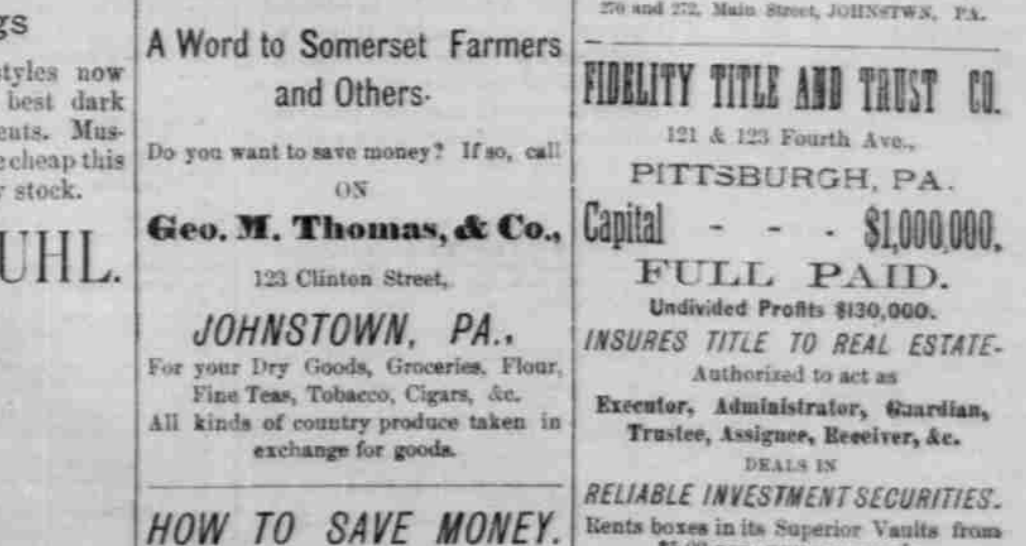 gs
tyles now
best dark
ents. Mus-
e cheap this
r stock.
UHL.
A Word to Somerset Farmers
and Others.
Do you want to save money? If so, call
ON
Geo. M. Thomas, & Co.,
123 Clinton Street,
JOHNSTOWN, PA.,
For your Dry Goods, Groceries, Flour,
Fine Teas, Tobacco, Cigars, &c.
All kinds of country produce taken in
exchange for goods.
HOW TO SAVE MONEY.
270 and 272, Main Street, JOHNSTWN, PA.
FIDELITY TITLE AND TRUST CO.
121 & 123 Fourth Ave.,
PITTSBURGH, PA.
Capital - - - $1,000,000.
FULL PAID.
Undivided Profits $130,000.
INSURES TITLE TO REAL ESTATE-
Authorized to act as
Executor, Administrator, Guardian,
Trustee, Assignee, Receiver, &c.
DEALS IN
RELIABLE INVESTMENT SECURITIES.
Rents boxes in its Superior Vaults from